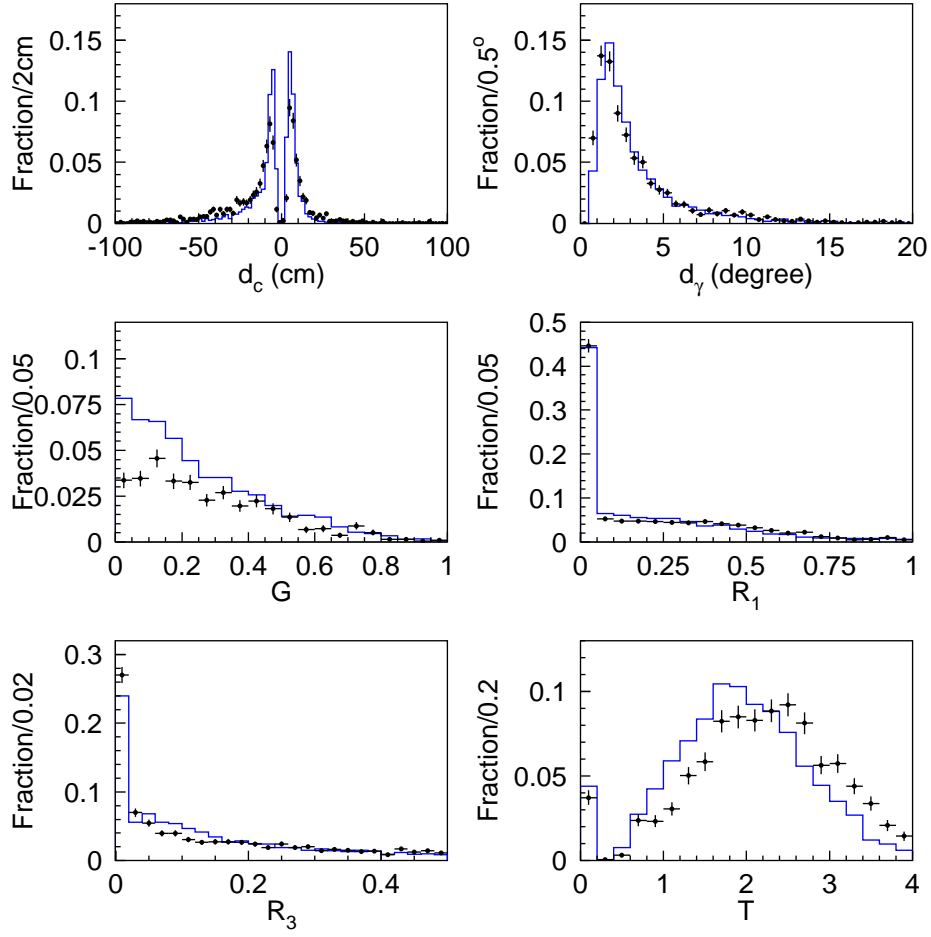 Fraction/2cm
0.15
0.1
0.05
0
-100 -50 0 50 100
d_c (cm)
Fraction/0.5°
0.15
0.1
0.05
0
0 5 10 15 20
d_γ (degree)
Fraction/0.05
0.1
0.075
0.05
0.025
0
0 0.2 0.4 0.6 0.8 1
G
Fraction/0.05
0.5
0.4
0.3
0.2
0.1
0
0 0.25 0.5 0.75 1
R_1
Fraction/0.02
0.3
0.2
0.1
0
0 0.2 0.4
R_3
Fraction/0.2
0.1
0.05
0
0 1 2 3 4
T